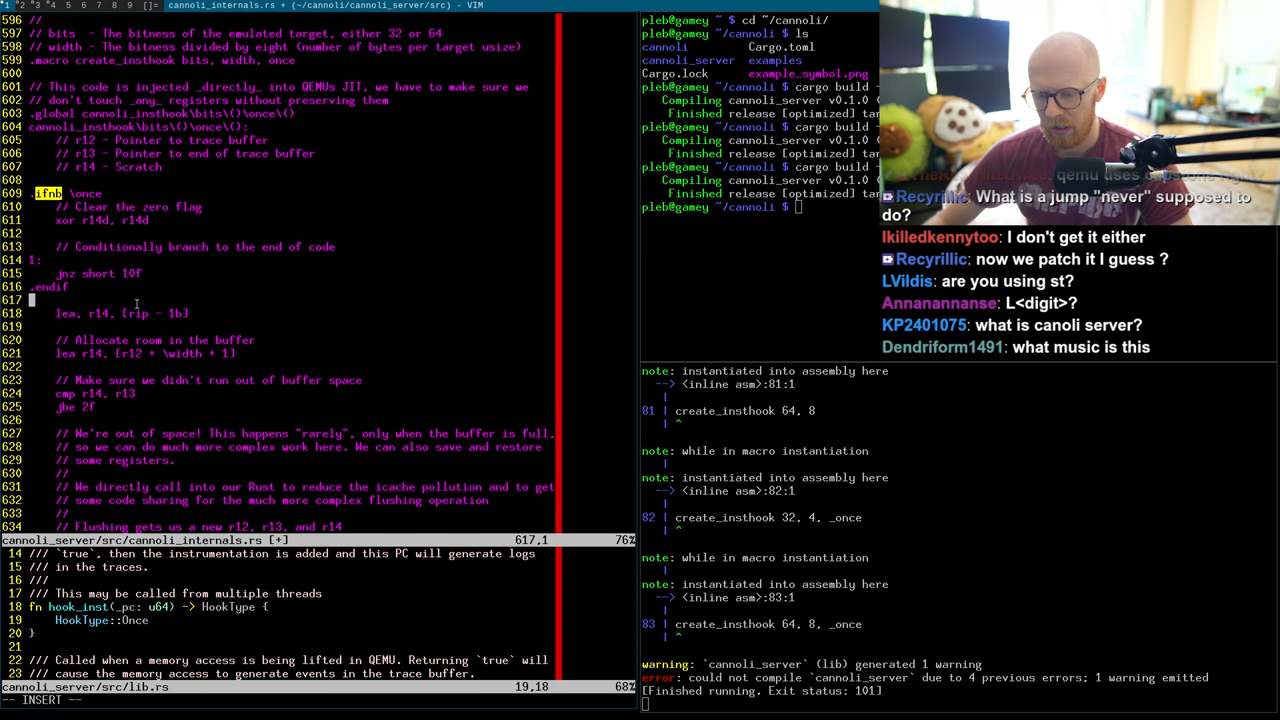 1 2 3 4 5 6 7 8 9 []= cannoli_internals.rs + (~/cannoli/cannoli_server/src) - VIM
596 //
597 // bits  - The bitness of the emulated target, either 32 or 64
598 // width - The bitness divided by eight (number of bytes per target usize)
599 .macro create_insthook bits, width, once
600
601 // This code is injected _directly_ into QEMUs JIT, we have to make sure we
602 // don't touch _any_ registers without preserving them
603 .global cannoli_insthook\bits\()\once\()
604 cannoli_insthook\bits\()\once\():
605     // r12 - Pointer to trace buffer
606     // r13 - Pointer to end of trace buffer
607     // r14 - Scratch
608
609 .ifnb \once
610     // Clear the zero flag
611     xor r14d, r14d
612
613     // Conditionally branch to the end of code
614 1:
615     jnz short 10f
616 .endif
617
618     lea, r14, [rip - 1b]
619
620     // Allocate room in the buffer
621     lea r14, [r12 + \width + 1]
622
623     // Make sure we didn't run out of buffer space
624     cmp r14, r13
625     jbe 2f
626
627     // We're out of space! This happens "rarely", only when the buffer is full,
628     // so we can do much more complex work here. We can also save and restore
629     // some registers.
630     //
631     // We directly call into our Rust to reduce the icache pollution and to get
632     // some code sharing for the much more complex flushing operation
633     //
634     // Flushing gets us a new r12, r13, and r14
cannoli_server/src/cannoli_internals.rs [+] 617,1 76%
14 /// `true`, then the instrumentation is added and this PC will generate logs
15 /// in the traces.
16 ///
17 /// This may be called from multiple threads
18 fn hook_inst(_pc: u64) -> HookType {
19     HookType::Once
20 }
21
22 /// Called when a memory access is being lifted in QEMU. Returning `true` will
23 /// cause the memory access to generate events in the trace buffer.
cannoli_server/src/lib.rs 19,18 68%
-- INSERT --
pleb@gamey ~ $ cd ~/cannoli/
pleb@gamey ~/cannoli $ ls
cannoli Cargo.toml
cannoli_server examples
Cargo.lock example_symbol.png
pleb@gamey ~/cannoli $ cargo build -
Compiling cannoli_server v0.1.0 (
Finished release [optimized] tar
pleb@gamey ~/cannoli $ cargo build -
Compiling cannoli_server v0.1.0 (
Finished release [optimized] tar
pleb@gamey ~/cannoli $ cargo build -
Compiling cannoli_server v0.1.0 (
Finished release [optimized] tar
pleb@gamey ~/cannoli $
qemu uses
Recyrillic: What is a jump "never" supposed to
do?
Ikilledkennytoo: I don't get it either
Recyrillic: now we patch it I guess ?
LVildis: are you using st?
Annanannanse: L<digit>?
KP2401075: what is canoli server?
Dendriform1491: what music is this
note: instantiated into assembly here
--> <inline asm>:81:1
|
81 | create_insthook 64, 8
| ^
note: while in macro instantiation
|
note: instantiated into assembly here
--> <inline asm>:82:1
|
82 | create_insthook 32, 4, _once
| ^
note: while in macro instantiation
|
note: instantiated into assembly here
--> <inline asm>:83:1
|
83 | create_insthook 64, 8, _once
| ^
warning: `cannoli_server` (lib) generated 1 warning
error: could not compile `cannoli_server` due to 4 previous errors; 1 warning emitted
[Finished running. Exit status: 101]